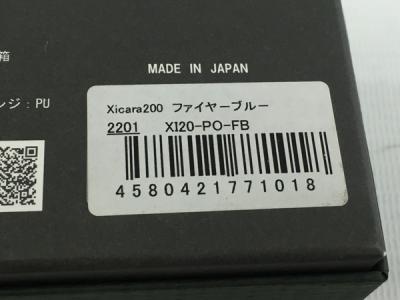 箱
MADE IN JAPAN
ンジ：PU
Xicara200 ファイヤーブルー
2201 XI20-PO-FB
4580421771018